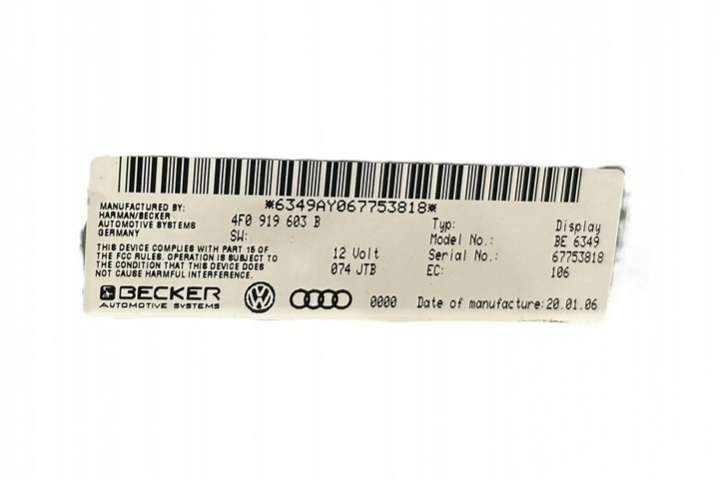 *6349AY067753818*
MANUFACTURED BY:
HARMAN/BECKER
AUTOMOTIVE SYSTEMS
GERMANY
4F0 919 603 B
SW:
Typ: Display
Model No.: BE 6349
THIS DEVICE COMPLIES WITH PART 15 OF
THE FCC RULES. OPERATION IS SUBJECT TO
THE CONDITION THAT THIS DEVICE DOES
NOT CAUSE HARMFUL INTERFERENCE.
12 Volt
074 JTB
Serial No.: 67753818
EC: 106
BECKER
AUTOMOTIVE SYSTEMS
0000
Date of manufacture: 20.01.06